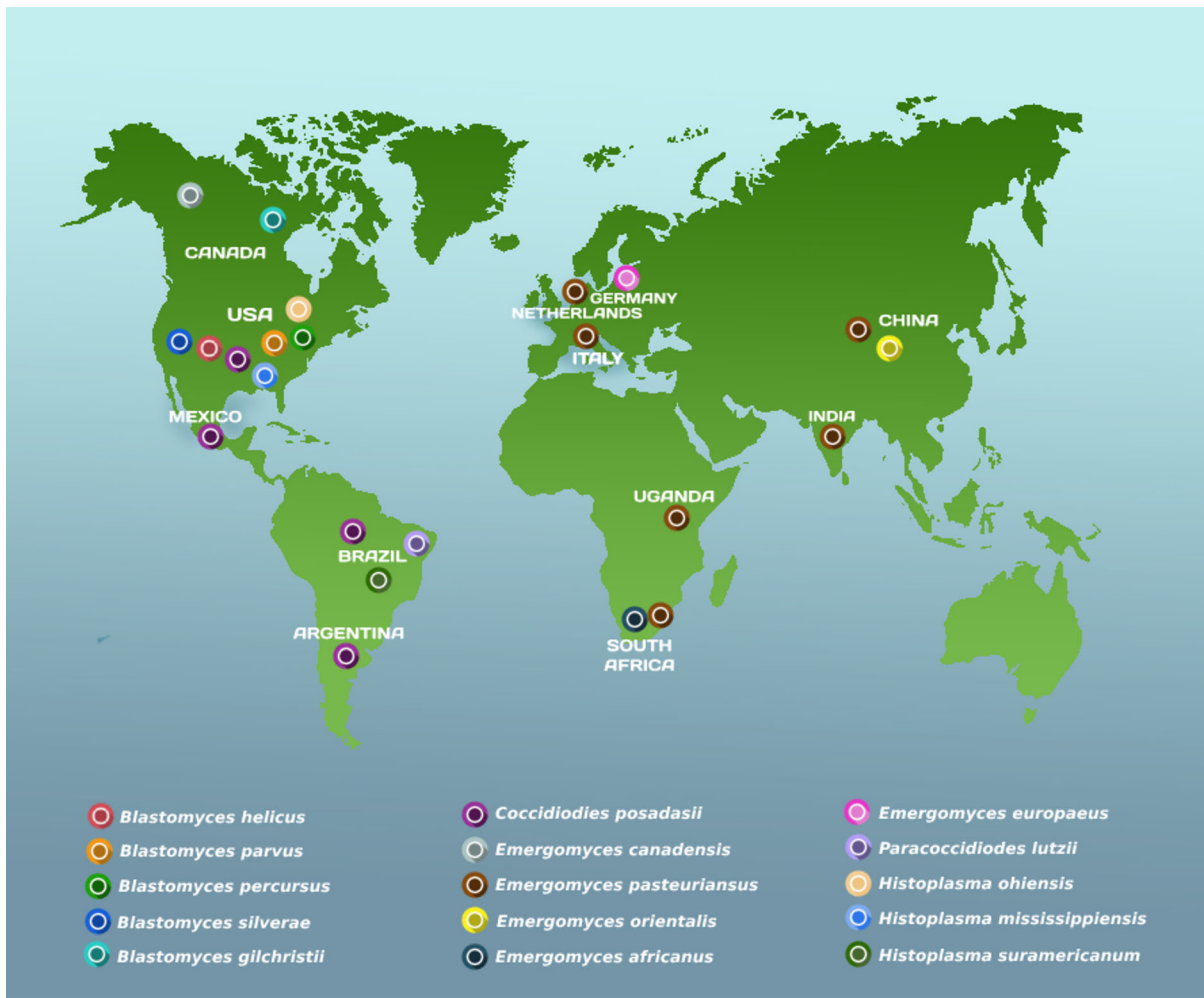 CANADA
USA
GERMANY
NETHERLANDS
CHINA
ITALY
MEXICO
INDIA
UGANDA
BRAZIL
ARGENTINA
SOUTH
AFRICA
Blastomyces helicus
Blastomyces parvus
Blastomyces percursus
Blastomyces silverae
Blastomyces gilchristii
Coccidiodies posadasii
Emergomyces canadensis
Emergomyces pasteuriansus
Emergomyces orientalis
Emergomyces africanus
Emergomyces europaeus
Paracoccidiodes lutzii
Histoplasma ohiensis
Histoplasma mississippiensis
Histoplasma suramericanum